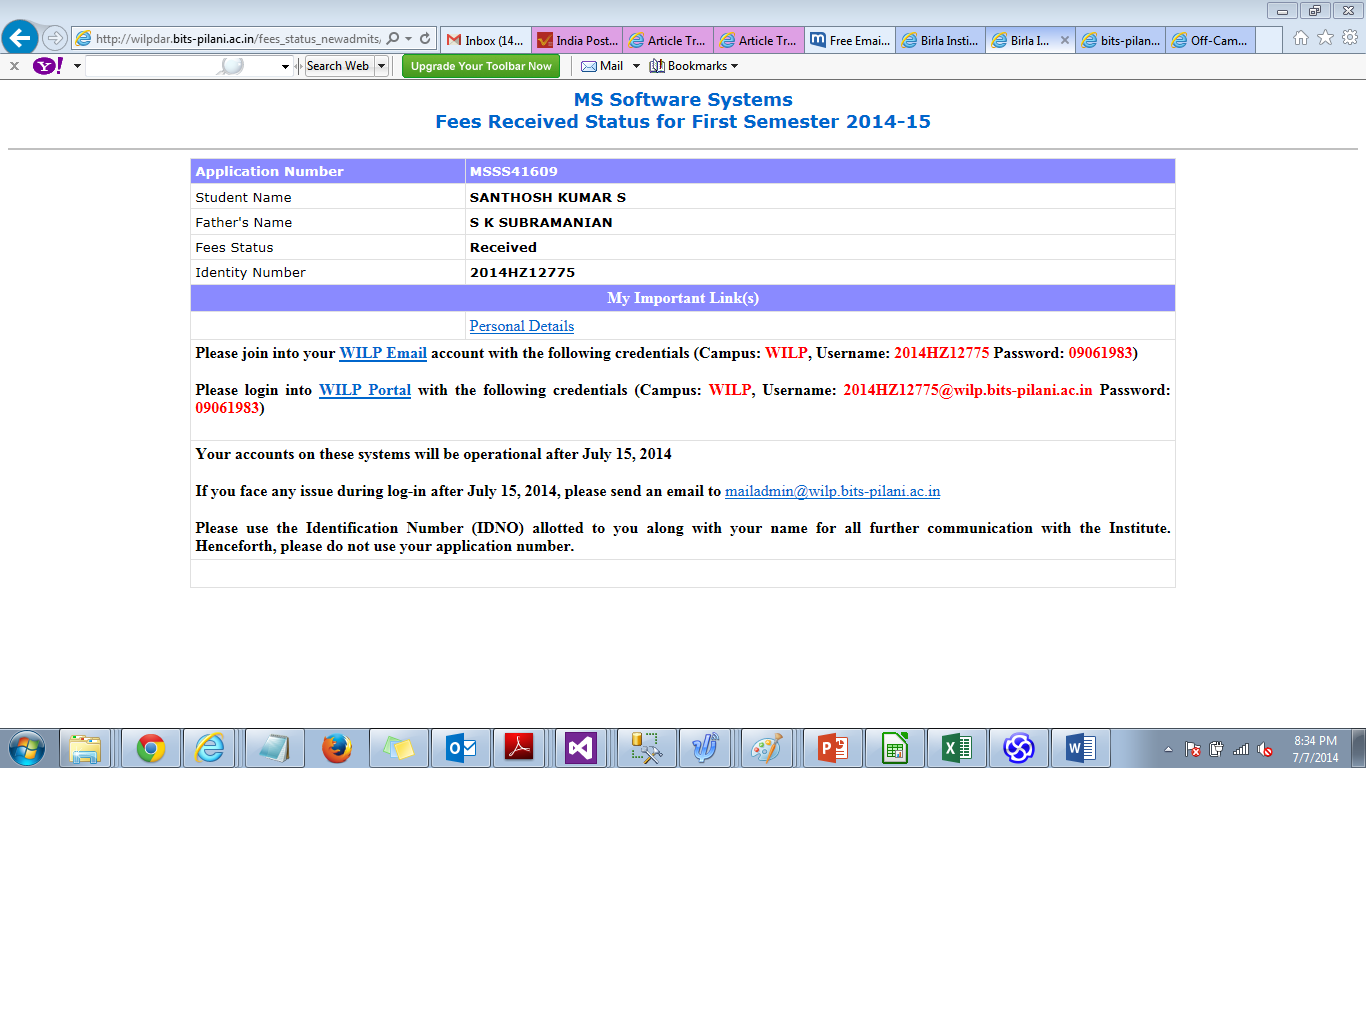 http://wilpdar.bits-pilani.ac.in/fees_status_newadmits/
Inbox (14...
India Post...
Article Tr...
Article Tr...
Free Emai...
Birla Insti...
Birla I...
bits-pilan...
Off-Cam...
Search Web
Upgrade Your Toolbar Now
Mail
Bookmarks
MS Software Systems
Fees Received Status for First Semester 2014-15
Application Number MSSS41609
Student Name SANTHOSH KUMAR S
Father's Name S K SUBRAMANIAN
Fees Status Received
Identity Number 2014HZ12775
My Important Link(s)
Personal Details
Please join into your WILP Email account with the following credentials (Campus: WILP, Username: 2014HZ12775 Password: 09061983)
Please login into WILP Portal with the following credentials (Campus: WILP, Username: 2014HZ12775@wilp.bits-pilani.ac.in Password:
09061983)
Your accounts on these systems will be operational after July 15, 2014
If you face any issue during log-in after July 15, 2014, please send an email to mailadmin@wilp.bits-pilani.ac.in
Please use the Identification Number (IDNO) allotted to you along with your name for all further communication with the Institute.
Henceforth, please do not use your application number.
8:34 PM
7/7/2014